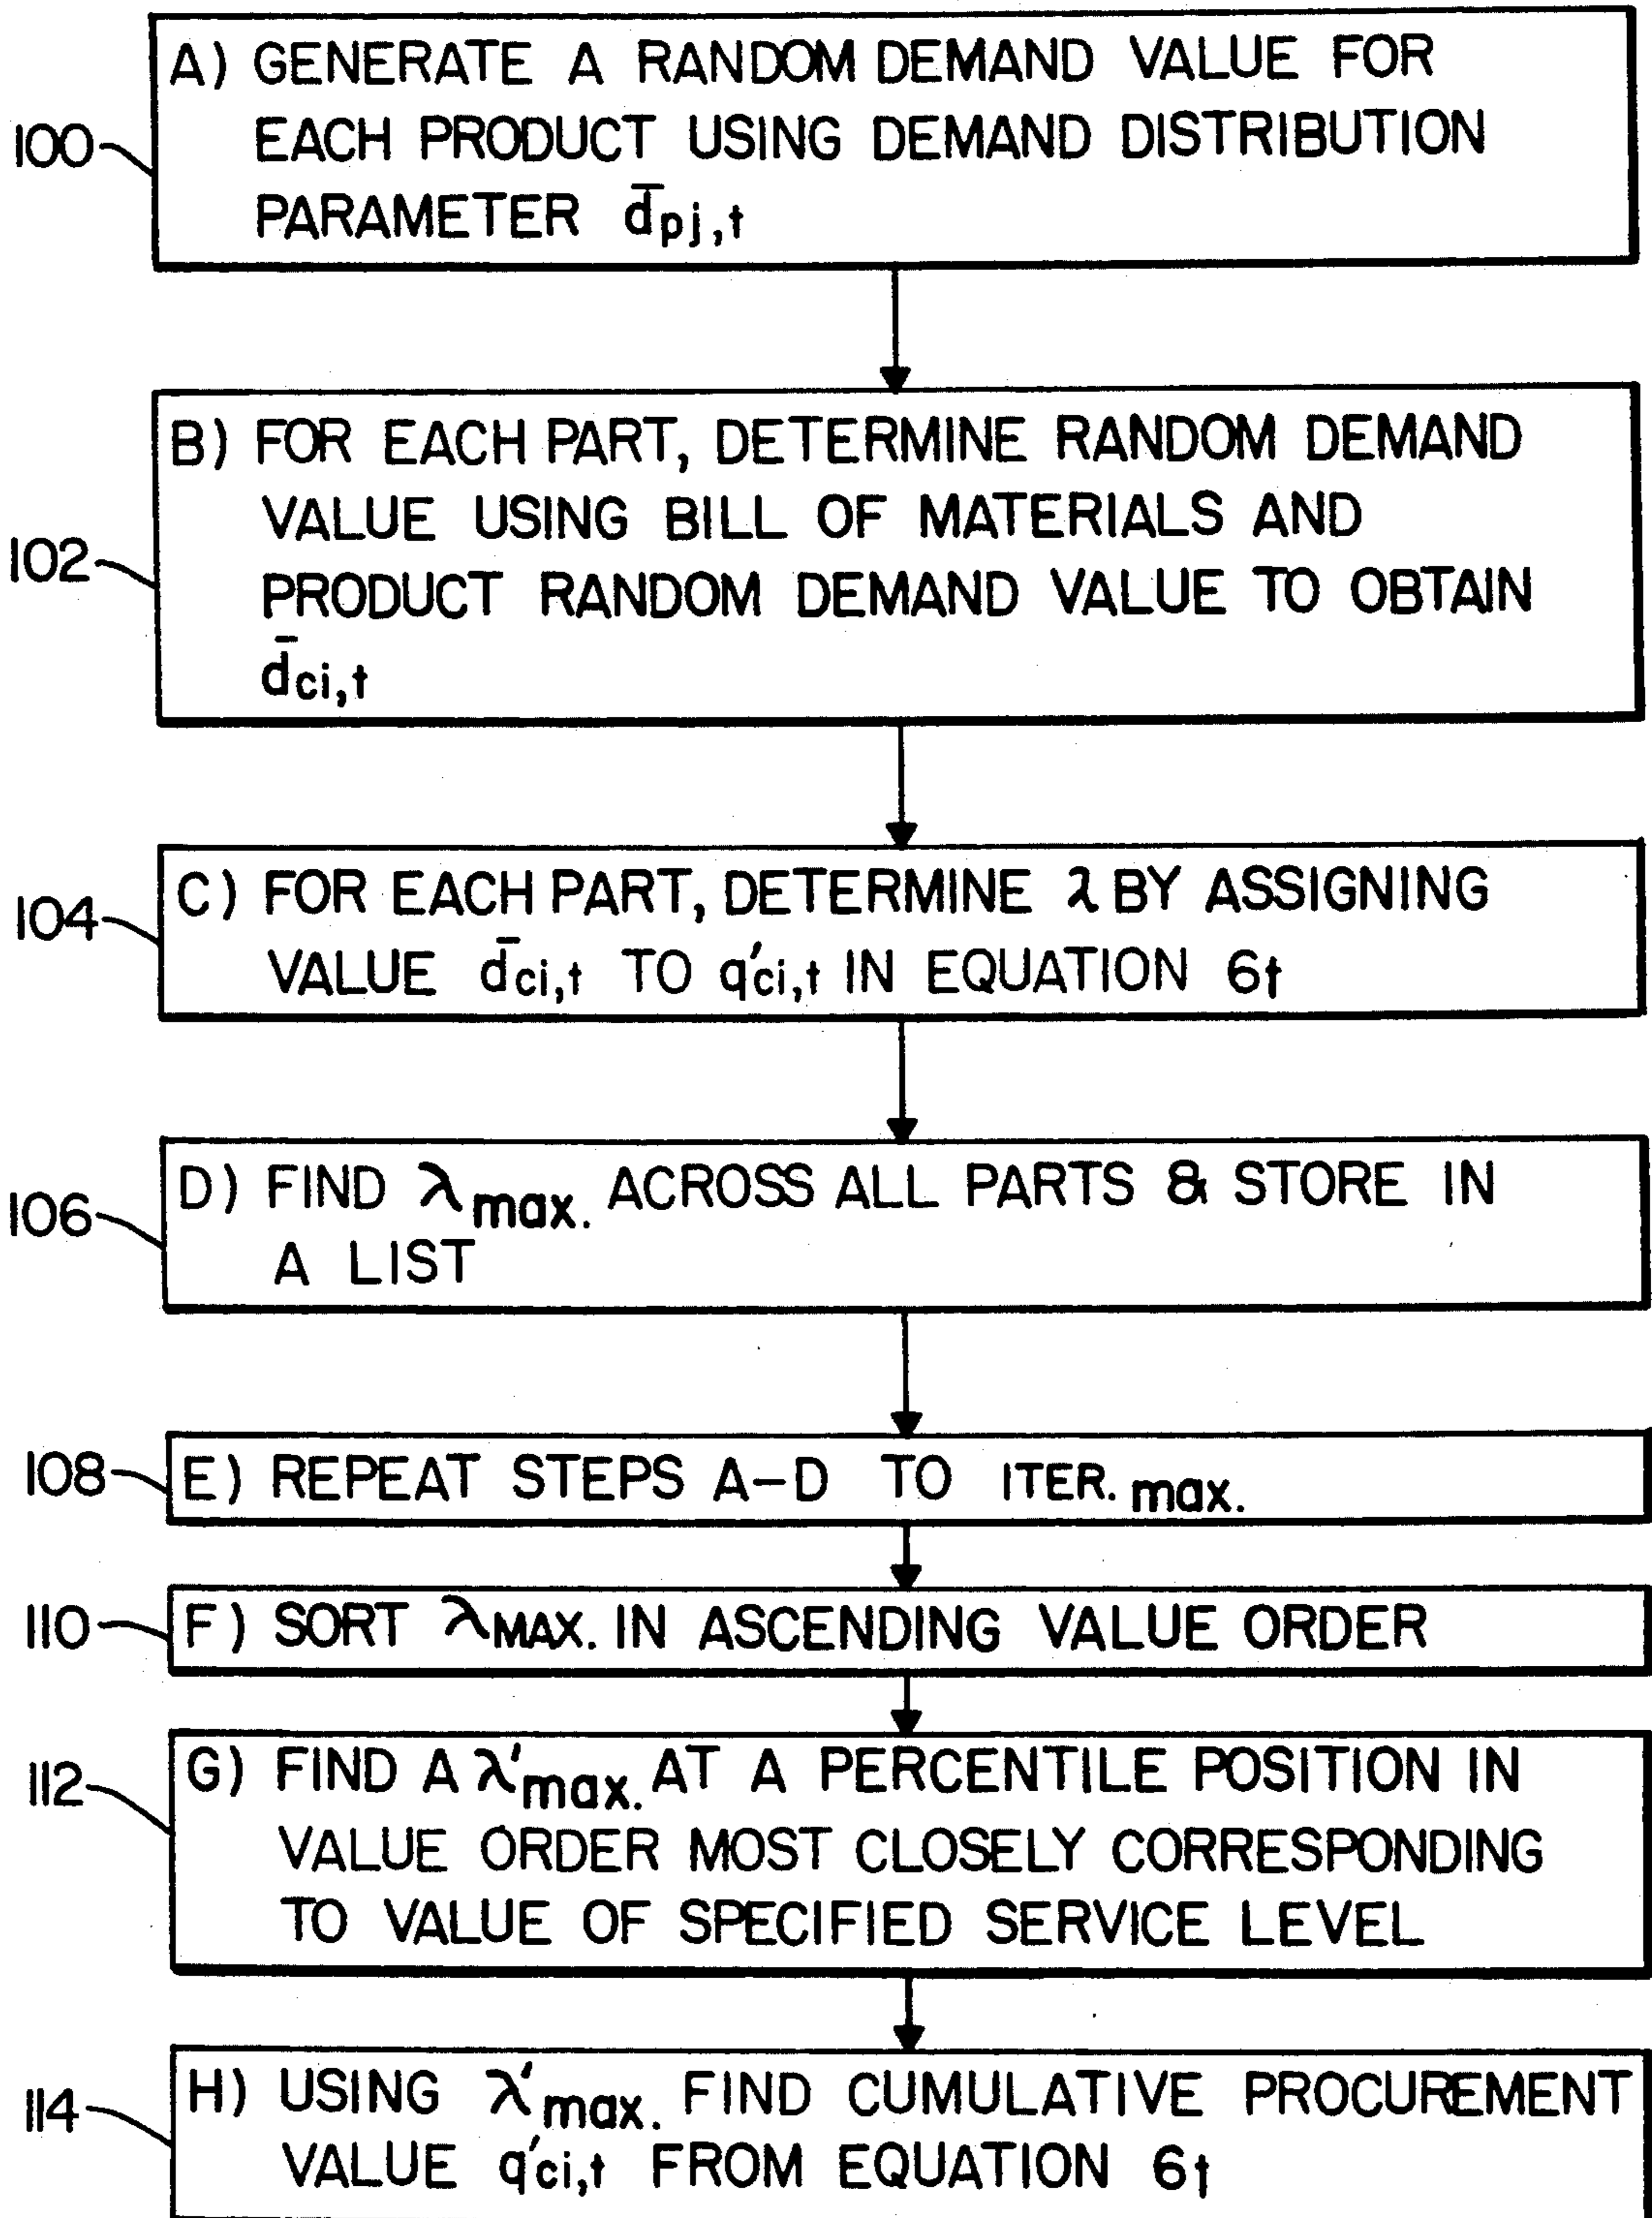 A) GENERATE A RANDOM DEMAND VALUE FOR
100 EACH PRODUCT USING DEMAND DISTRIBUTION
PARAMETER d̄pj,t
B) FOR EACH PART, DETERMINE RANDOM DEMAND
VALUE USING BILL OF MATERIALS AND
102 PRODUCT RANDOM DEMAND VALUE TO OBTAIN
d̄ci,t
C) FOR EACH PART, DETERMINE λ BY ASSIGNING
104 VALUE d̄ci,t TO q′ci,t IN EQUATION 6t
D) FIND λmax. ACROSS ALL PARTS & STORE IN
106 A LIST
108 E) REPEAT STEPS A-D TO ITER. max.
110 F) SORT λMAX. IN ASCENDING VALUE ORDER
G) FIND A λ′max. AT A PERCENTILE POSITION IN
112 VALUE ORDER MOST CLOSELY CORRESPONDING
TO VALUE OF SPECIFIED SERVICE LEVEL
H) USING λ′max. FIND CUMULATIVE PROCUREMENT
114 VALUE q′ci,t FROM EQUATION 6t